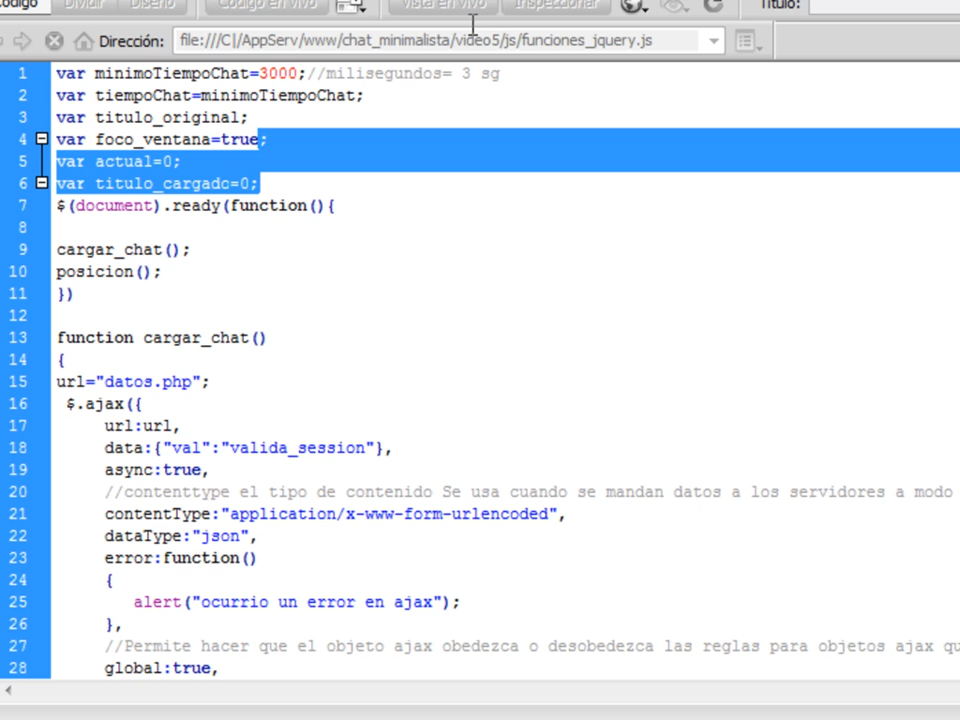 Código Dividir Diseño Código en vivo Vista en vivo Inspeccionar Título:
Dirección: file:///C|/AppServ/www/chat_minimalista/video5/js/funciones_jquery.js
1 var minimoTiempoChat=3000;//milisegundos= 3 sg
2 var tiempoChat=minimoTiempoChat;
3 var titulo_original;
4 var foco_ventana=true;
5 var actual=0;
6 var titulo_cargado=0;
7 $(document).ready(function(){
8
9 cargar_chat();
10 posicion();
11 })
12
13 function cargar_chat()
14 {
15 url="datos.php";
16 $.ajax({
17 url:url,
18 data:{"val":"valida_session"},
19 async:true,
20 //contenttype el tipo de contenido Se usa cuando se mandan datos a los servidores a modo
21 contentType:"application/x-www-form-urlencoded",
22 dataType:"json",
23 error:function()
24 {
25 alert("ocurrio un error en ajax");
26 },
27 //Permite hacer que el objeto ajax obedezca o desobedezca las reglas para objetos ajax qu
28 global:true,